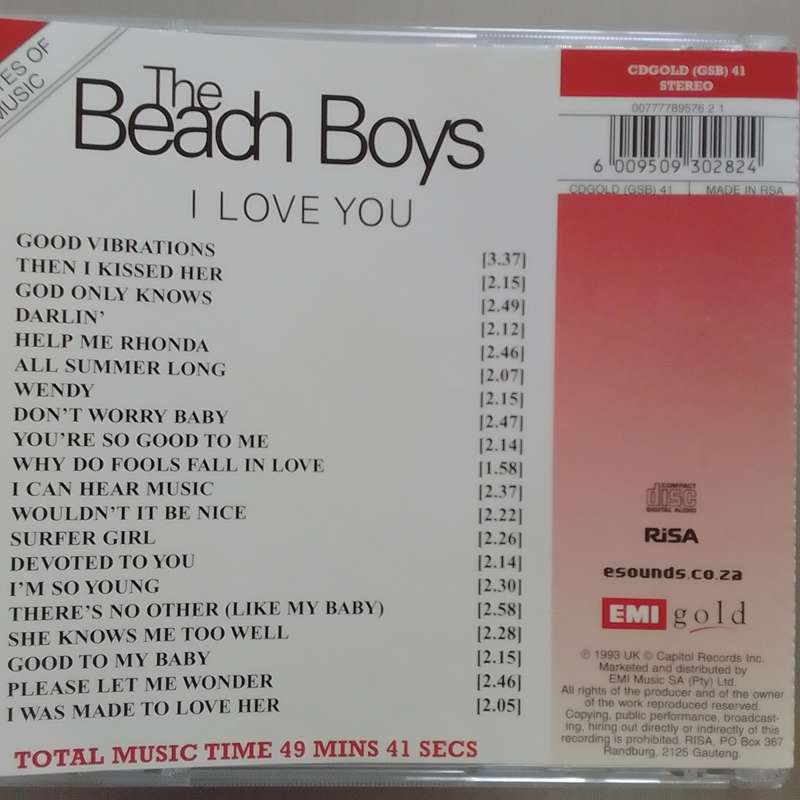 TES OF
MUSIC
The
Beach Boys
I LOVE YOU
GOOD VIBRATIONS [3.37]
THEN I KISSED HER [2.15]
GOD ONLY KNOWS [2.49]
DARLIN' [2.12]
HELP ME RHONDA [2.46]
ALL SUMMER LONG [2.07]
WENDY [2.15]
DON'T WORRY BABY [2.47]
YOU'RE SO GOOD TO ME [2.14]
WHY DO FOOLS FALL IN LOVE [1.58]
I CAN HEAR MUSIC [2.37]
WOULDN'T IT BE NICE [2.22]
SURFER GIRL [2.26]
DEVOTED TO YOU [2.14]
I'M SO YOUNG [2.30]
THERE'S NO OTHER (LIKE MY BABY) [2.58]
SHE KNOWS ME TOO WELL [2.28]
GOOD TO MY BABY [2.15]
PLEASE LET ME WONDER [2.46]
I WAS MADE TO LOVE HER [2.05]
TOTAL MUSIC TIME 49 MINS 41 SECS
CDGOLD (GSB) 41
STEREO
00777789576 2 1
6 009509 302824
CDGOLD (GSB) 41 MADE IN RSA
COMPACT
disc
DIGITAL AUDIO
RiSA
esounds.co.za
EMI gold
℗ 1993 UK © Capitol Records Inc.
Marketed and distributed by
EMI Music SA (Pty) Ltd.
All rights of the producer and of the owner
of the work reproduced reserved.
Copying, public performance, broadcast-
ing, hiring out directly or indirectly of this
recording is prohibited. RISA, PO Box 367
Randburg, 2125 Gauteng.